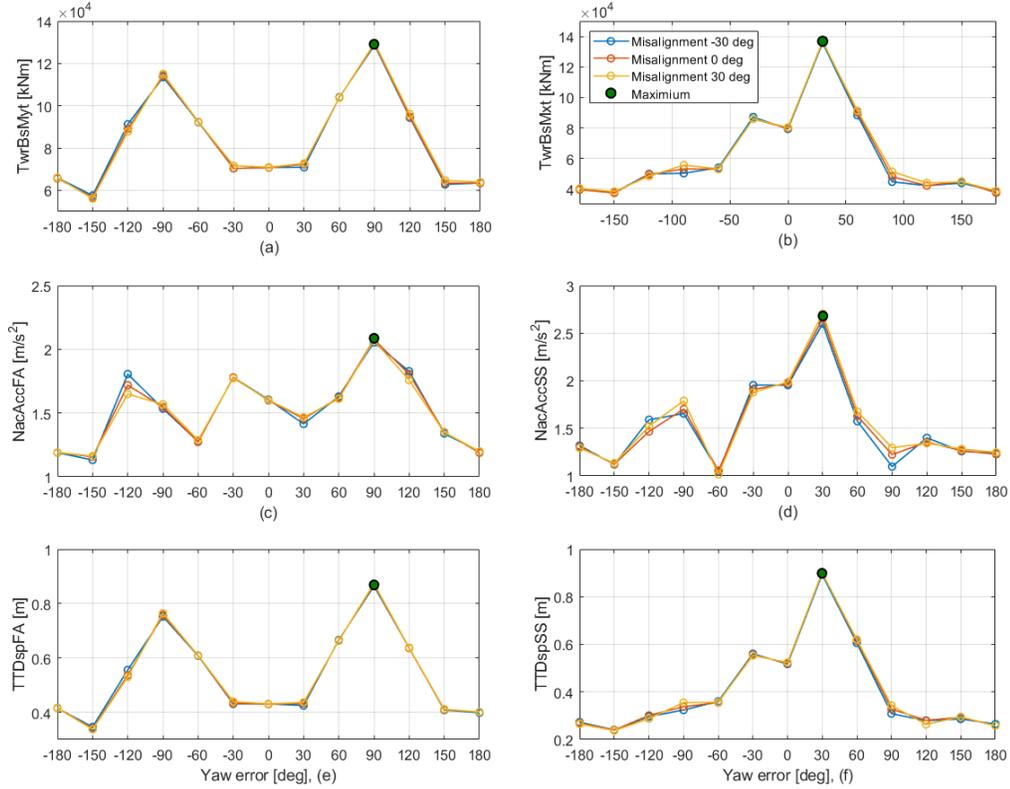 × 10⁴
14
12
10
8
6
TwrBsMyt [kNm]
-180 -150 -120 -90 -60 -30 0 30 60 90 120 150 180
(a)
× 10⁴
14
12
10
8
6
4
TwrBsMxt [kNm]
Misalignment -30 deg
Misalignment 0 deg
Misalignment 30 deg
Maximium
-150 -100 -50 0 50 100 150
(b)
2.5
2
1.5
1
NacAccFA [m/s²]
-180 -150 -120 -90 -60 -30 0 30 60 90 120 150 180
(c)
3
2.5
2
1.5
1
NacAccSS [m/s²]
-180 -150 -120 -90 -60 -30 0 30 60 90 120 150 180
(d)
1
0.8
0.6
0.4
TTDspFA [m]
-180 -150 -120 -90 -60 -30 0 30 60 90 120 150 180
Yaw error [deg], (e)
1
0.8
0.6
0.4
0.2
TTDspSS [m]
-180 -150 -120 -90 -60 -30 0 30 60 90 120 150 180
Yaw error [deg], (f)